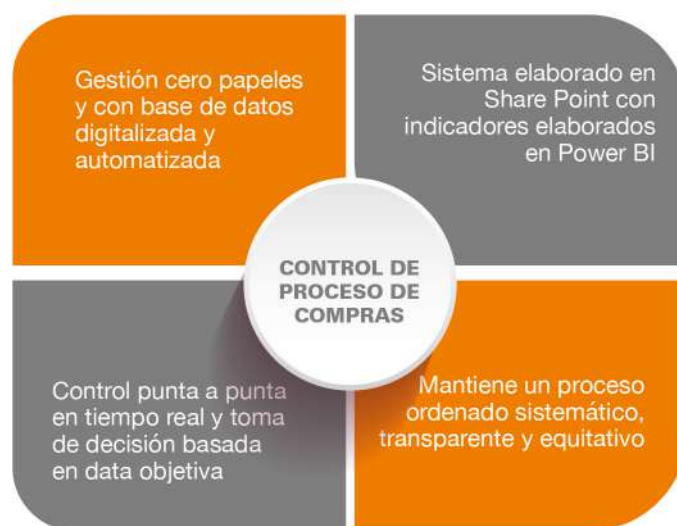 Gestión cero papeles
y con base de datos
digitalizada y
automatizada
Sistema elaborado en
Share Point con
indicadores elaborados
en Power BI
CONTROL DE
PROCESO DE
COMPRAS
Control punta a punta
en tiempo real y toma
de decisión basada
en data objetiva
Mantiene un proceso
ordenado sistemático,
transparente y equitativo